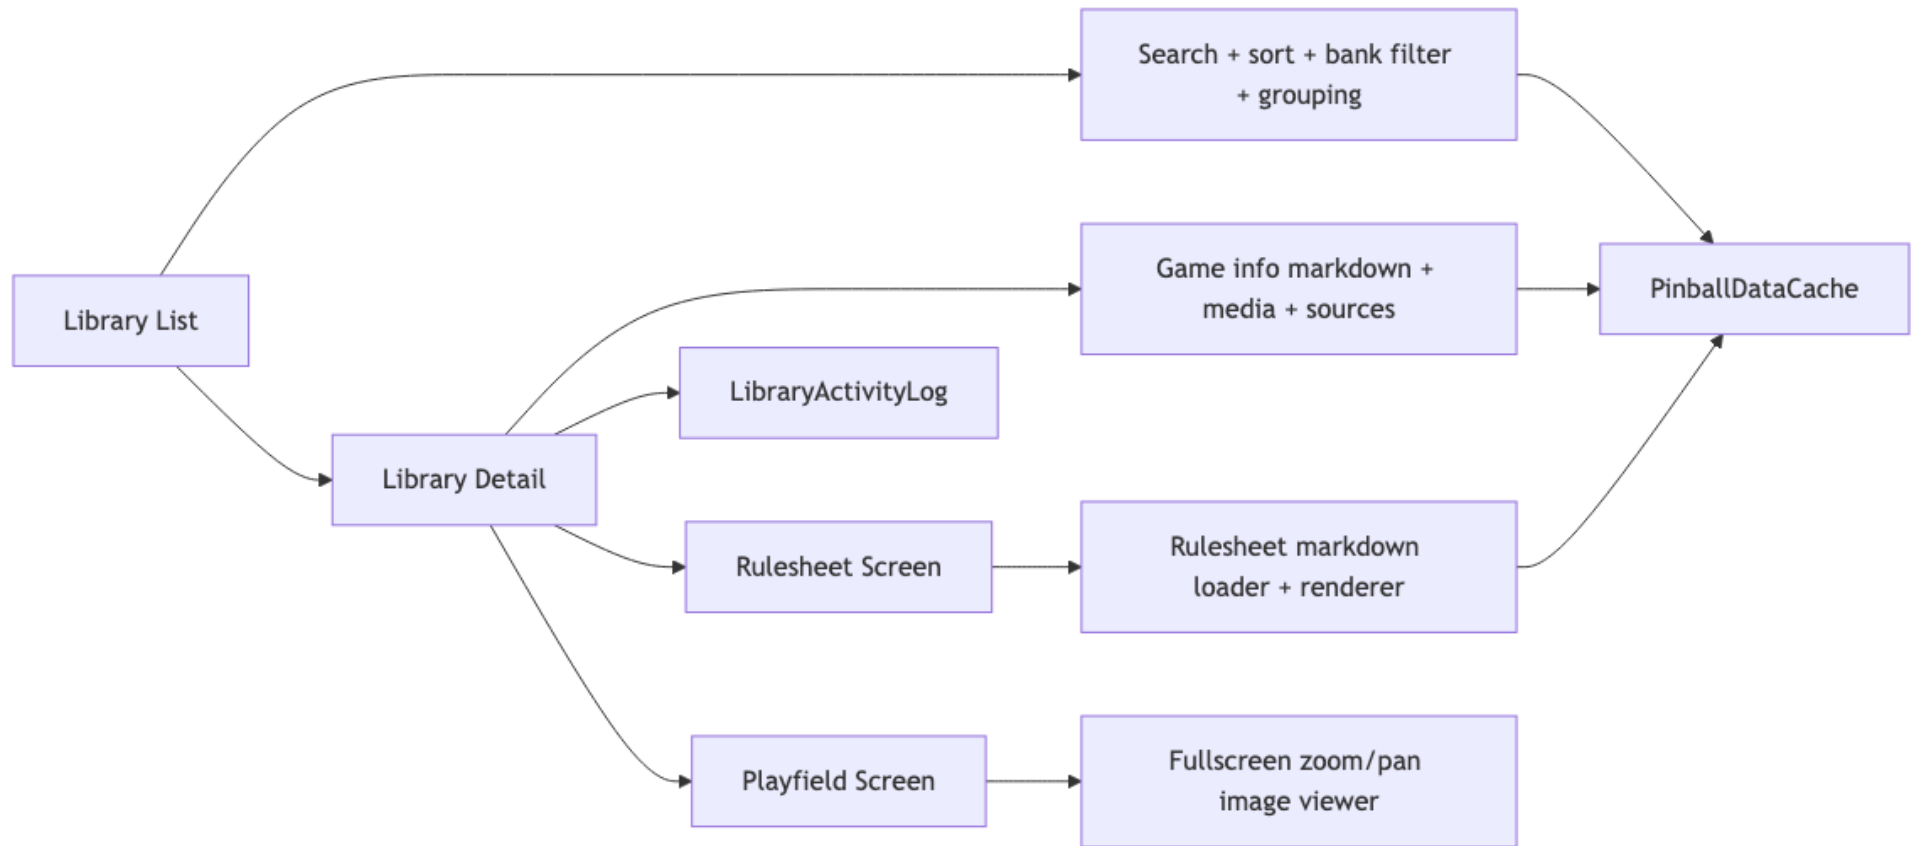 Search + sort + bank filter
+ grouping
Game info markdown +
media + sources
PinballDataCache
Library List
LibraryActivityLog
Library Detail
Rulesheet Screen
Rulesheet markdown
loader + renderer
Playfield Screen
Fullscreen zoom/pan
image viewer